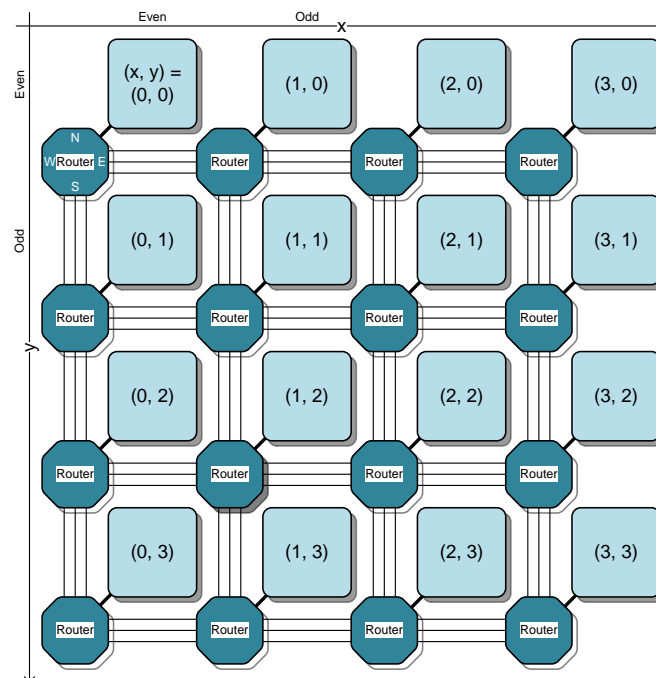 Even
Odd
x
Even
(x, y) =
(0, 0)
(1, 0)
(2, 0)
(3, 0)
N
W Router E
S
Router
Router
Router
Odd
(0, 1)
(1, 1)
(2, 1)
(3, 1)
Router
Router
Router
Router
y
(0, 2)
(1, 2)
(2, 2)
(3, 2)
Router
Router
Router
Router
(0, 3)
(1, 3)
(2, 3)
(3, 3)
Router
Router
Router
Router